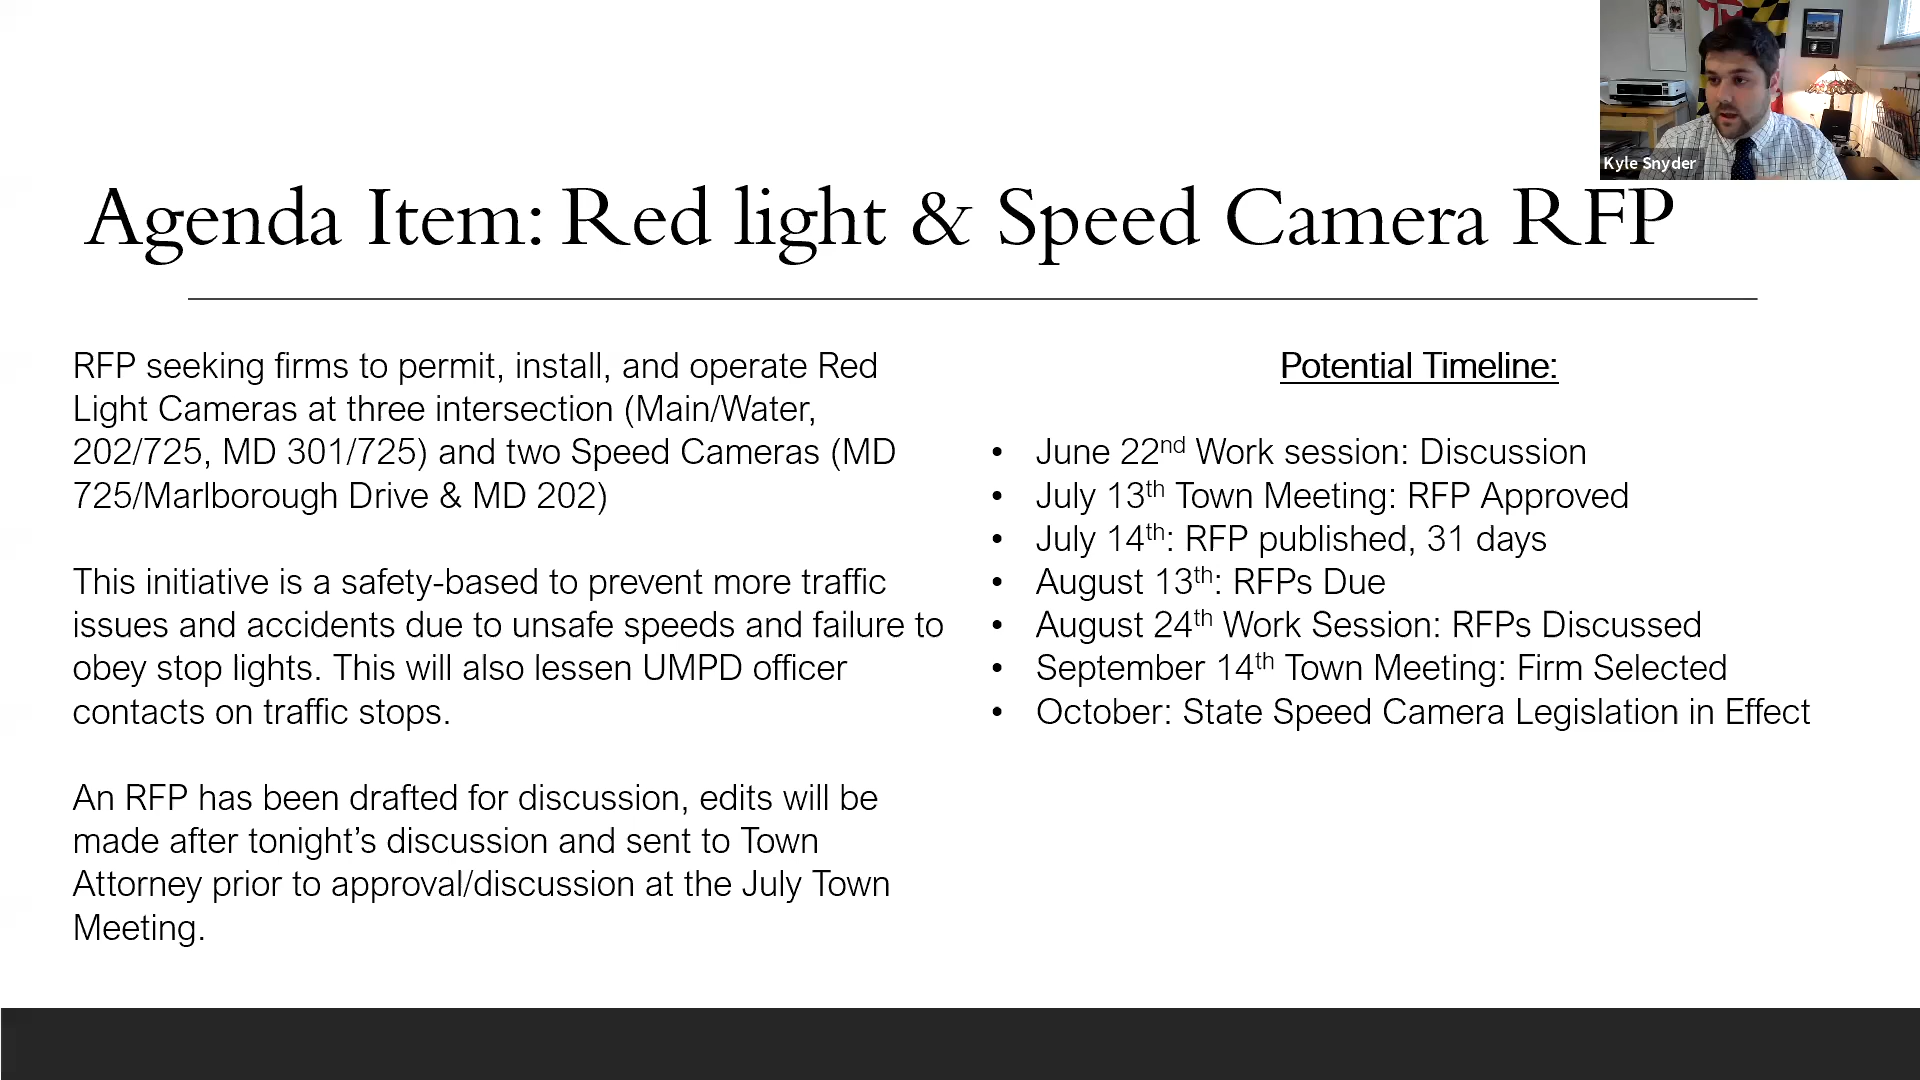 Kyle Snyder
Agenda Item: Red light & Speed Camera RFP
RFP seeking firms to permit, install, and operate Red
Light Cameras at three intersection (Main/Water,
202/725, MD 301/725) and two Speed Cameras (MD
725/Marlborough Drive & MD 202)
This initiative is a safety-based to prevent more traffic
issues and accidents due to unsafe speeds and failure to
obey stop lights. This will also lessen UMPD officer
contacts on traffic stops.
An RFP has been drafted for discussion, edits will be
made after tonight’s discussion and sent to Town
Attorney prior to approval/discussion at the July Town
Meeting.
Potential Timeline:
• June 22nd Work session: Discussion
• July 13th Town Meeting: RFP Approved
• July 14th: RFP published, 31 days
• August 13th: RFPs Due
• August 24th Work Session: RFPs Discussed
• September 14th Town Meeting: Firm Selected
• October: State Speed Camera Legislation in Effect